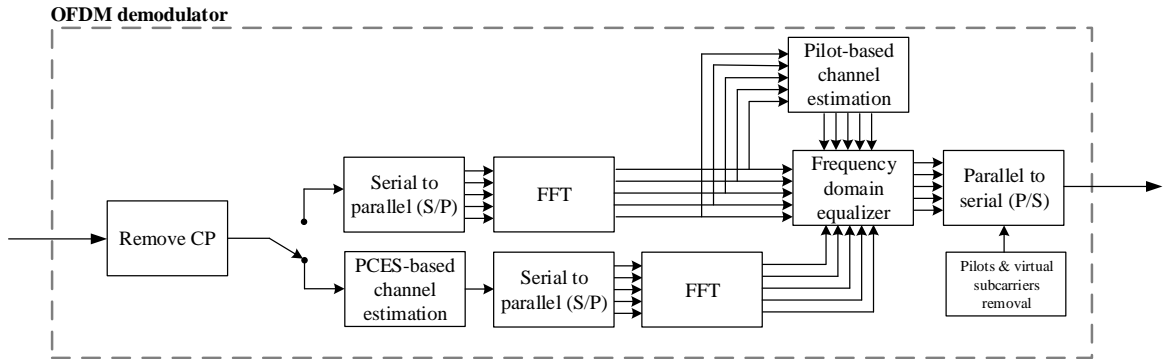 OFDM demodulator
Pilot-based
channel
estimation
Serial to
parallel (S/P)
FFT
Frequency
domain
equalizer
Parallel to
serial (P/S)
Remove CP
PCES-based
channel
estimation
Serial to
parallel (S/P)
FFT
Pilots & virtual
subcarriers
removal